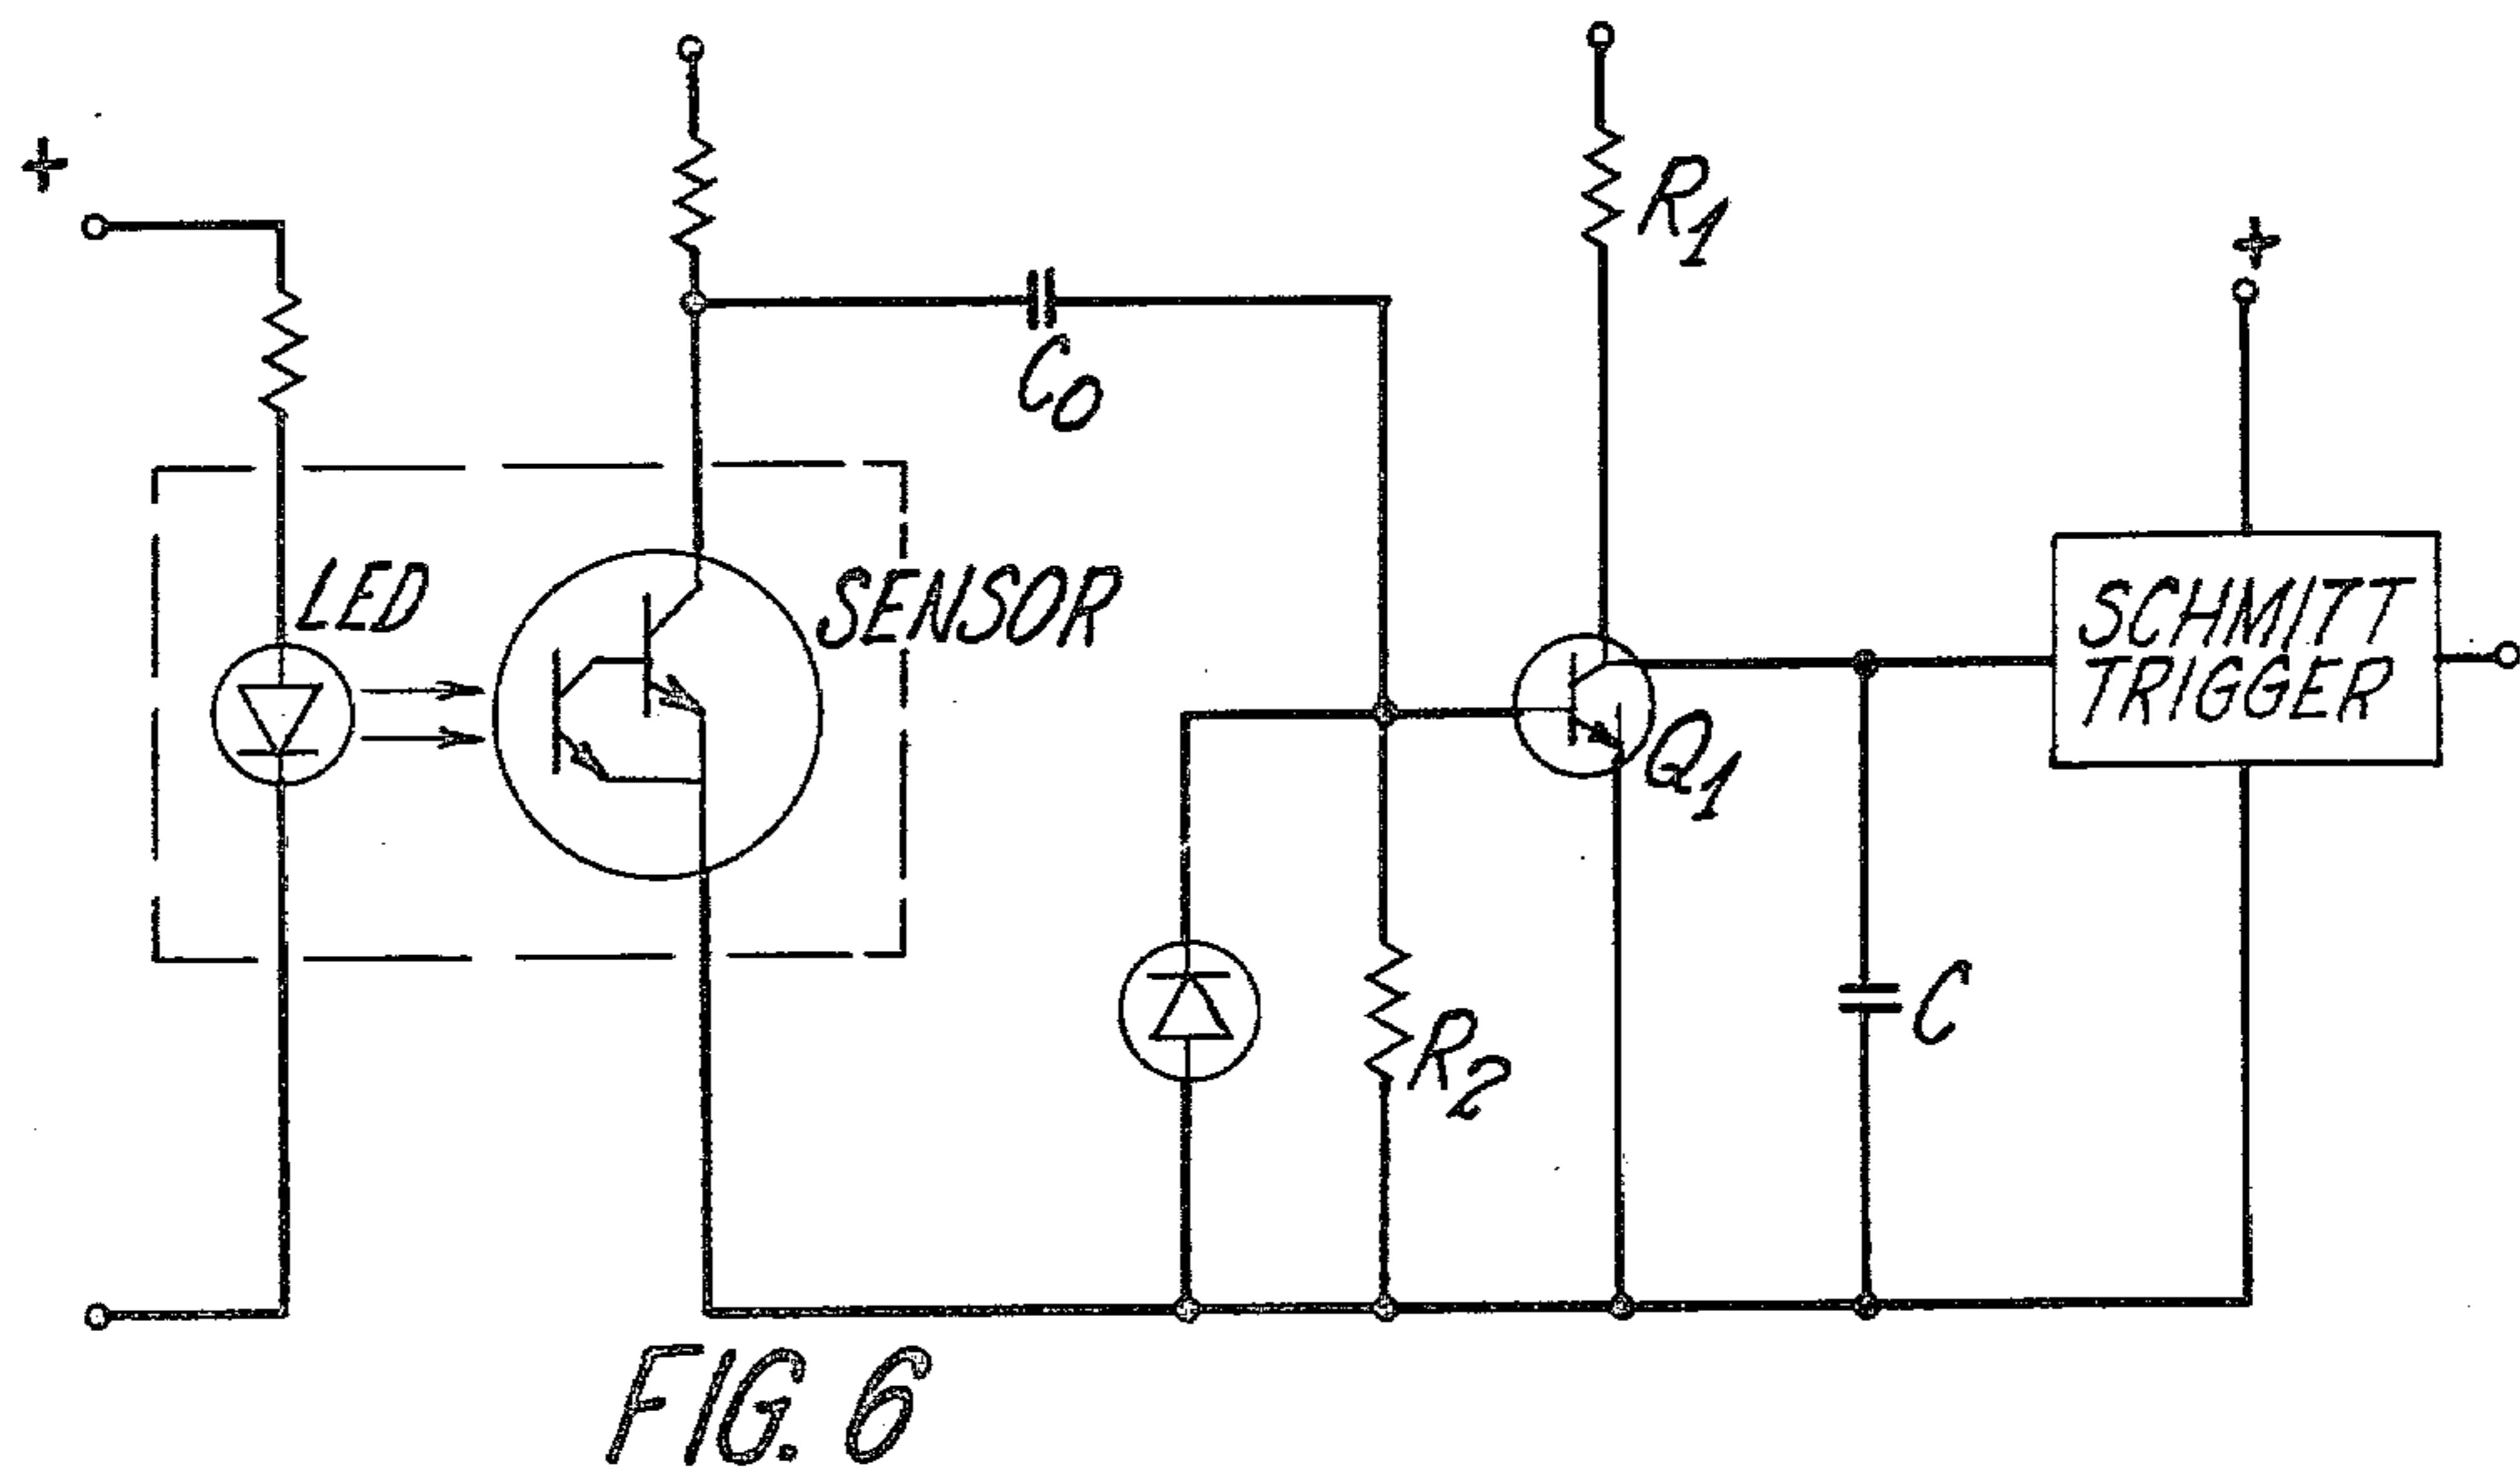 +
R1
+
C0
LED
SENSOR
SCHMITT
TRIGGER
Q1
C
R2
FIG. 6